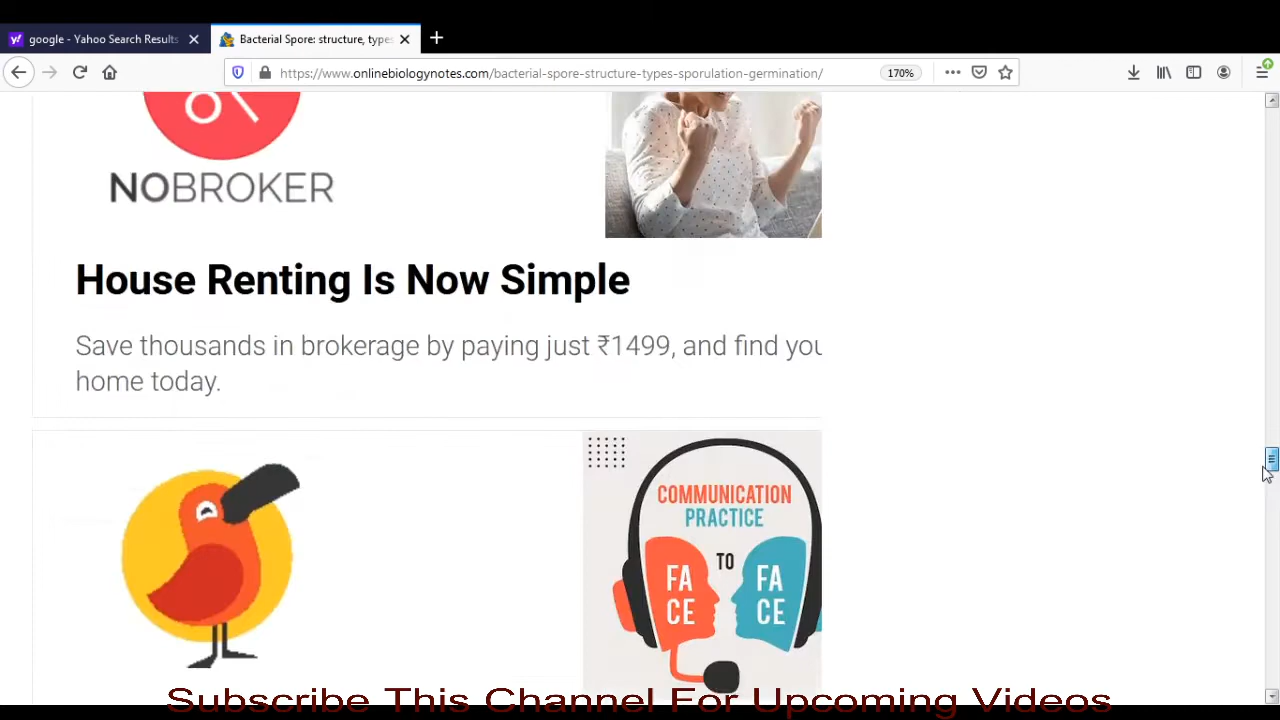 google - Yahoo Search Results
Bacterial Spore: structure, types
https://www.onlinebiologynotes.com/bacterial-spore-structure-types-sporulation-germination/
170%
NOBROKER
House Renting Is Now Simple
Save thousands in brokerage by paying just ₹1499, and find you
home today.
COMMUNICATION
PRACTICE
TO
FA FA
CE CE
Subscribe This Channel For Upcoming Videos